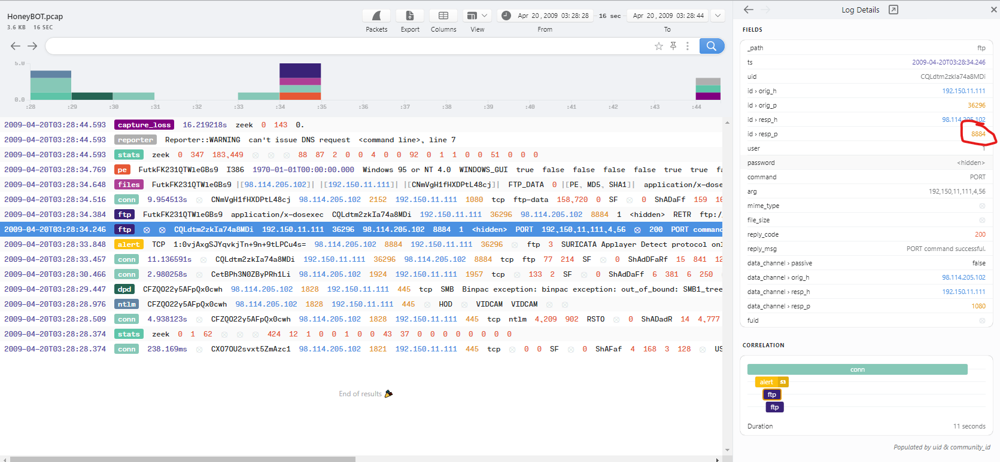 HoneyBOT.pcap
3.6 KB 16 SEC
Packets Export Columns View
Apr 20 , 2009 03: 28: 28 16 sec Apr 20 , 2009 03: 28: 44
From To
5.0
0.0
:28 :29 :30 :31 :32 :33 :34 :35 :36 :37 :38 :39 :40 :41 :42 :43 :44
2009-04-20T03:28:44.593 capture_loss 16.219218s zeek 0 143 0.
2009-04-20T03:28:44.593 reporter Reporter::WARNING can't issue DNS request <command line>, line 7
2009-04-20T03:28:44.593 stats zeek 0 347 183,449 ⊗ ⊗ ⊗ 88 87 2 0 0 4 0 0 92 0 1 1 0 0 51 0 0 0
2009-04-20T03:28:34.769 pe FutkFK231QTWleGBs9 I386 1970-01-01T00:00:00.000 Windows 95 or NT 4.0 WINDOWS_GUI true false false false false true true fa
2009-04-20T03:28:34.648 files FutkFK231QTWleGBs9 |[98.114.205.102]| |[192.150.11.111]| |[CNmVgH1fHXDPtL48cj]| FTP_DATA 0 |[PE, MD5, SHA1]| application/x-dose
2009-04-20T03:28:34.516 conn 9.954513s ⊗ CNmVgH1fHXDPtL48cj 98.114.205.102 2152 192.150.11.111 1080 tcp ftp-data 158,720 0 SF ⊗ 0 ShADaFf 159 16
2009-04-20T03:28:34.384 ftp FutkFK231QTWleGBs9 application/x-dosexec CQLdtm2zkIa74a8MDi 192.150.11.111 36296 98.114.205.102 8884 1 <hidden> RETR ftp:/
2009-04-20T03:28:34.246 ftp ⊗ ⊗ CQLdtm2zkIa74a8MDi 192.150.11.111 36296 98.114.205.102 8884 1 <hidden> PORT 192,150,11,111,4,56 ⊗ 200 PORT command
2009-04-20T03:28:33.848 alert TCP 1:0vjAxgSJYqvkjTn+9n+9tLPCu4s= 98.114.205.102 8884 192.150.11.111 36296 ⊗ ftp 3 SURICATA Applayer Detect protocol onl
2009-04-20T03:28:33.457 conn 11.136591s ⊗ CQLdtm2zkIa74a8MDi 192.150.11.111 36296 98.114.205.102 8884 tcp ftp 77 214 SF ⊗ 0 ShAdDFaRf 15 841 12
2009-04-20T03:28:30.466 conn 2.980258s ⊗ CetBPh3N0ZByPRh1Li 98.114.205.102 1924 192.150.11.111 1957 tcp ⊗ 133 2 SF ⊗ 0 ShAdDaFf 6 381 6 250
2009-04-20T03:28:29.447 dpd CFZQO22y5AFpQx0cwh 98.114.205.102 1828 192.150.11.111 445 tcp SMB Binpac exception: binpac exception: out_of_bound: SMB1_tree
2009-04-20T03:28:28.976 ntlm CFZQO22y5AFpQx0cwh 98.114.205.102 1828 192.150.11.111 445 ⊗ HOD ⊗ VIDCAM VIDCAM ⊗ ⊗
2009-04-20T03:28:28.509 conn 4.938123s ⊗ CFZQO22y5AFpQx0cwh 98.114.205.102 1828 192.150.11.111 445 tcp ntlm 4,209 902 RSTO ⊗ 0 ShADadR 14 4,777
2009-04-20T03:28:28.374 stats zeek 0 1 62 ⊗ ⊗ ⊗ 424 12 1 0 0 1 0 0 43 37 0 0 0 0 0 0 0 0
2009-04-20T03:28:28.374 conn 238.169ms ⊗ CXO7OU2svxt5ZmAzc1 98.114.205.102 1821 192.150.11.111 445 tcp ⊗ 0 0 SF ⊗ 0 ShAFaf 4 168 3 128 ⊗ US
End of results
Log Details
FIELDS
_path ftp
ts 2009-04-20T03:28:34.246
uid CQLdtm2zkIa74a8MDi
id › orig_h 192.150.11.111
id › orig_p 36296
id › resp_h 98.114.205.102
id › resp_p 8884
user 1
password <hidden>
command PORT
arg 192,150,11,111,4,56
mime_type ⊗
file_size ⊗
reply_code 200
reply_msg PORT command successful.
data_channel › passive false
data_channel › orig_h 98.114.205.102
data_channel › resp_h 192.150.11.111
data_channel › resp_p 1080
fuid ⊗
CORRELATION
conn
alert S3
ftp
ftp
Duration 11 seconds
Populated by uid & community_id